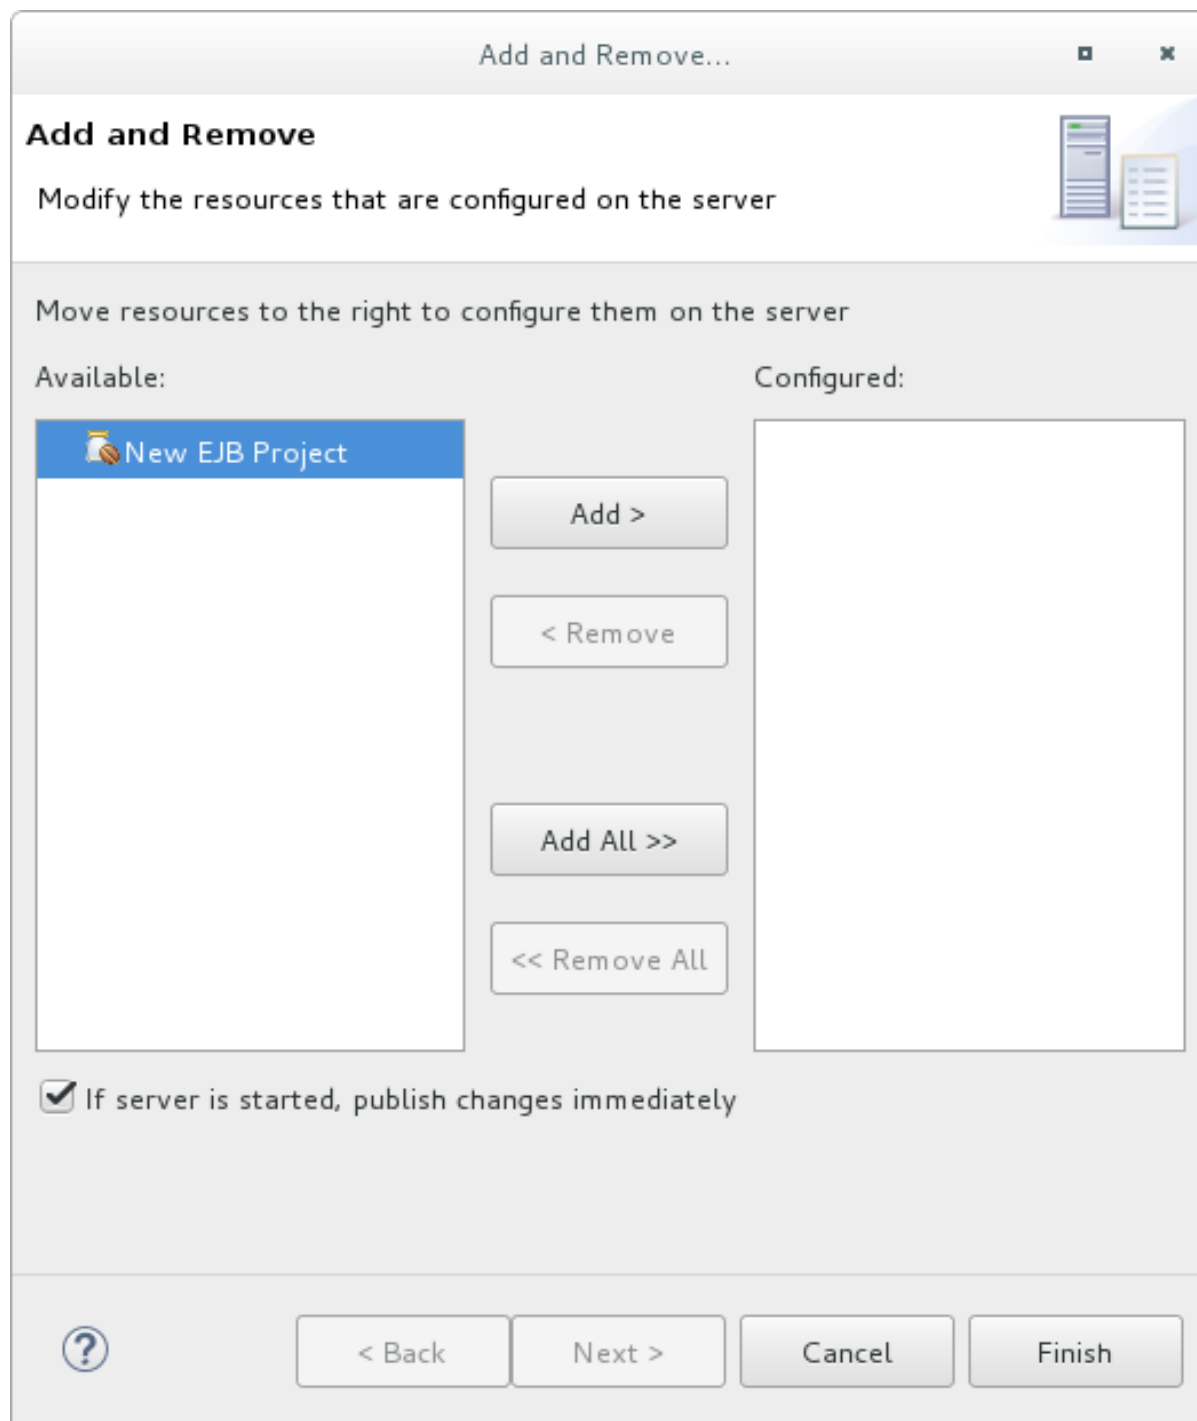 Add and Remove...
Add and Remove
Modify the resources that are configured on the server
Move resources to the right to configure them on the server
Available:
Configured:
New EJB Project
Add >
< Remove
Add All >>
<< Remove All
If server is started, publish changes immediately
?
< Back
Next >
Cancel
Finish